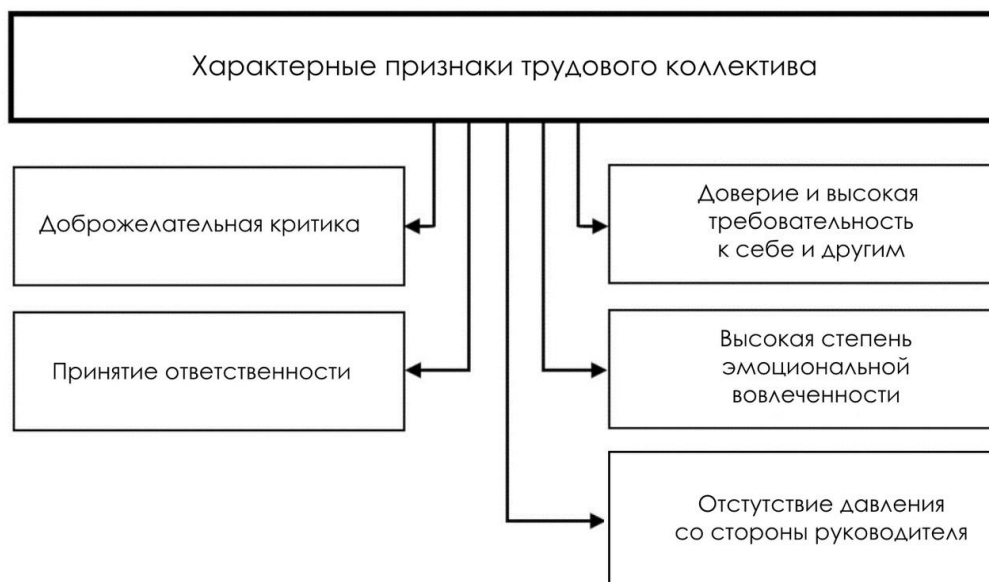 Характерные признаки трудового коллектива
Доброжелательная критика
Принятие ответственности
Доверие и высокая
требовательность
к себе и другим
Высокая степень
эмоциональной
вовлеченности
Отстутствие давления
со стороны руководителя